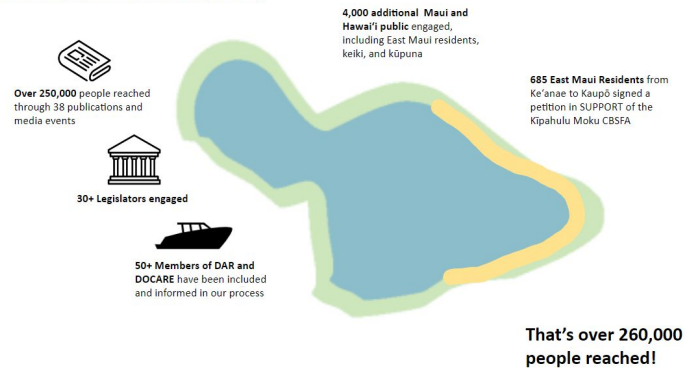 4,000 additional Maui and
Hawai'i public engaged,
including East Maui residents,
keiki, and kūpuna
685 East Maui Residents from
Ke'anae to Kaupō signed a
petition in SUPPORT of the
Kīpahulu Moku CBSFA
Over 250,000 people reached
through 38 publications and
media events
30+ Legislators engaged
50+ Members of DAR and
DOCARE have been included
and informed in our process
That's over 260,000
people reached!